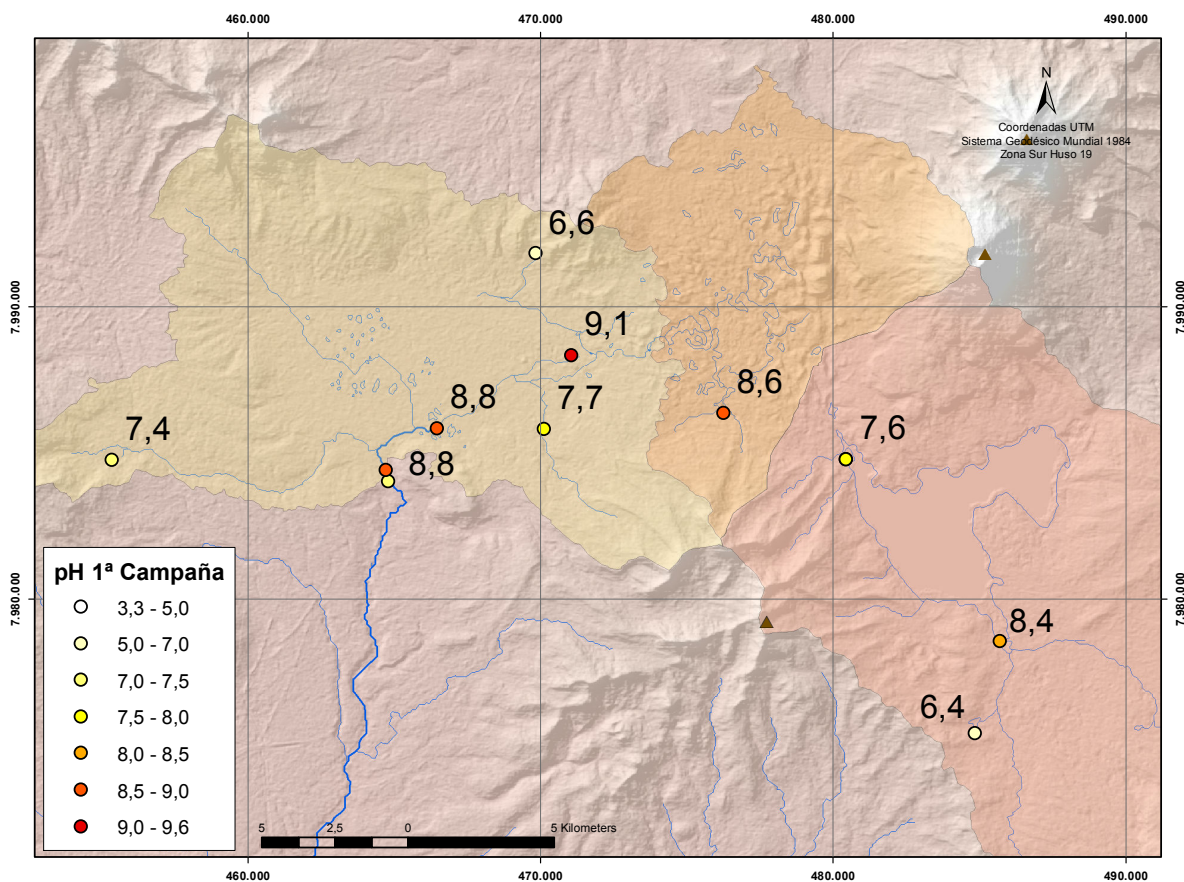 460.000
470.000
480.000
490.000
N
Coordenadas UTM
Sistema Geodésico Mundial 1984
Zona Sur Huso 19
6,6
7.990.000
7.990.000
9,1
8,8
7,7
8,6
7,4
7,6
8,8
pH 1ª Campaña
3,3 - 5,0
5,0 - 7,0
7,0 - 7,5
7,5 - 8,0
8,0 - 8,5
8,5 - 9,0
9,0 - 9,6
7.980.000
7.980.000
8,4
6,4
5
2,5
0
5 Kilometers
460.000
470.000
480.000
490.000